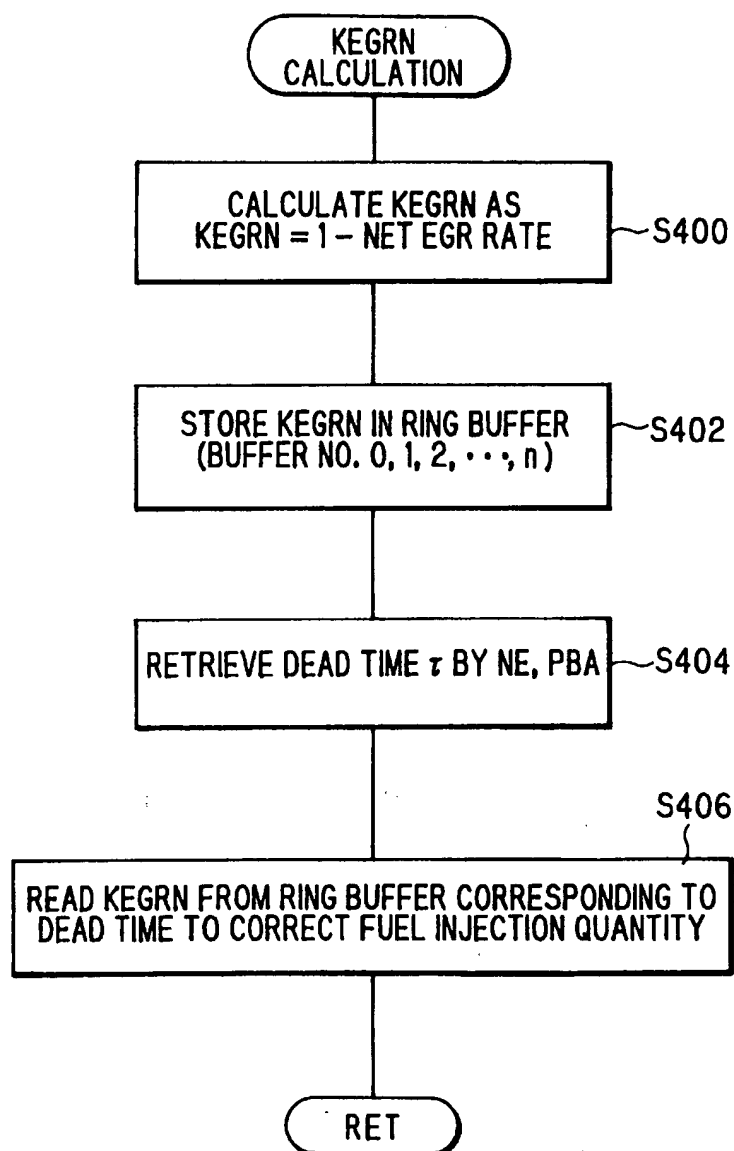 KEGRN
CALCULATION
CALCULATE KEGRN AS
KEGRN = 1 – NET EGR RATE
S400
STORE KEGRN IN RING BUFFER
(BUFFER NO. 0, 1, 2, ···, n)
S402
RETRIEVE DEAD TIME τ BY NE, PBA
S404
S406
READ KEGRN FROM RING BUFFER CORRESPONDING TO
DEAD TIME TO CORRECT FUEL INJECTION QUANTITY
RET